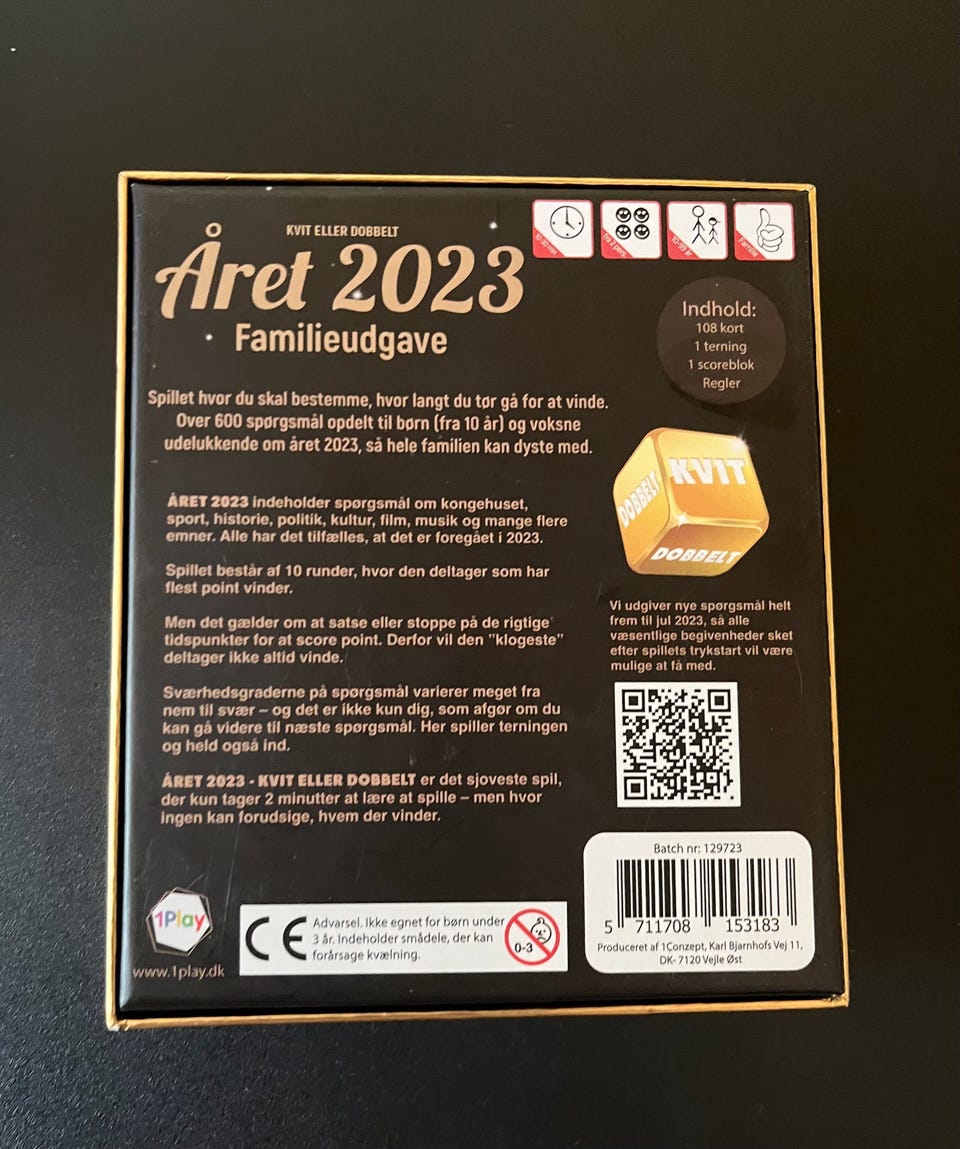 KVIT ELLER DOBBELT
Året 2023
Familieudgave
fra 2 pers.
10-99 år
Familie
Indhold:
108 kort
1 terning
1 scoreblok
Regler
Spillet hvor du skal bestemme, hvor langt du tør gå for at vinde.
Over 600 spørgsmål opdelt til børn (fra 10 år) og voksne
udelukkende om året 2023, så hele familien kan dyste med.
KVIT
DOBBELT
DOBBELT
ÅRET 2023 indeholder spørgsmål om kongehuset,
sport, historie, politik, kultur, film, musik og mange flere
emner. Alle har det tilfælles, at det er foregået i 2023.
Spillet består af 10 runder, hvor den deltager som har
flest point vinder.
Men det gælder om at satse eller stoppe på de rigtige
tidspunkter for at score point. Derfor vil den "klogeste"
deltager ikke altid vinde.
Sværhedsgraderne på spørgsmål varierer meget fra
nem til svær – og det er ikke kun dig, som afgør om du
kan gå videre til næste spørgsmål. Her spiller terningen
og held også ind.
ÅRET 2023 - KVIT ELLER DOBBELT er det sjoveste spil,
der kun tager 2 minutter at lære at spille – men hvor
ingen kan forudsige, hvem der vinder.
Vi udgiver nye spørgsmål helt
frem til jul 2023, så alle
væsentlige begivenheder sket
efter spillets trykstart vil være
mulige at få med.
1Play
www.1play.dk
CE
Advarsel. Ikke egnet for børn under
3 år. Indeholder smådele, der kan
forårsage kvælning.
0-3
Batch nr: 129723
5 711708 153183
Produceret af 1Conzept, Karl Bjarnhofs Vej 11,
DK- 7120 Vejle Øst